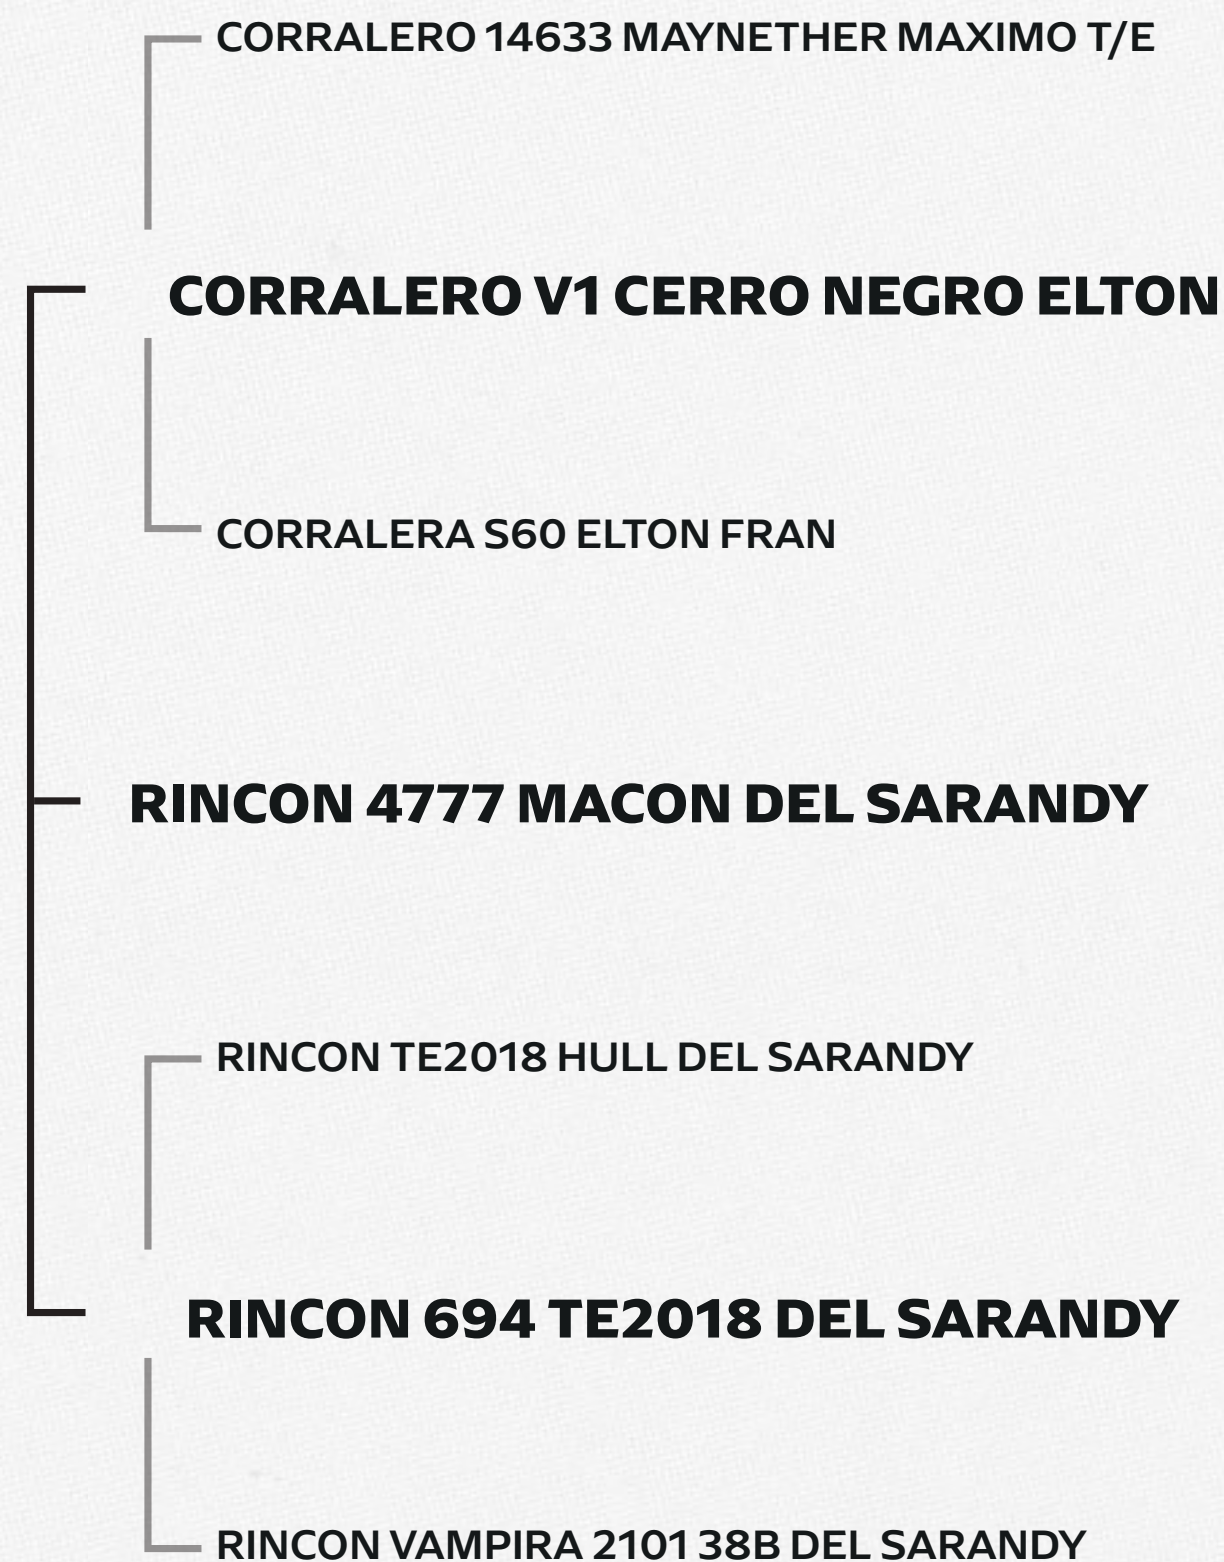 CORRALERO 14633 MAYNETHER MAXIMO T/E
CORRALERO V1 CERRO NEGRO ELTON
CORRALERA S60 ELTON FRAN
RINCON 4777 MACON DEL SARANDY
RINCON TE2018 HULL DEL SARANDY
RINCON 694 TE2018 DEL SARANDY
RINCON VAMPIRA 2101 38B DEL SARANDY